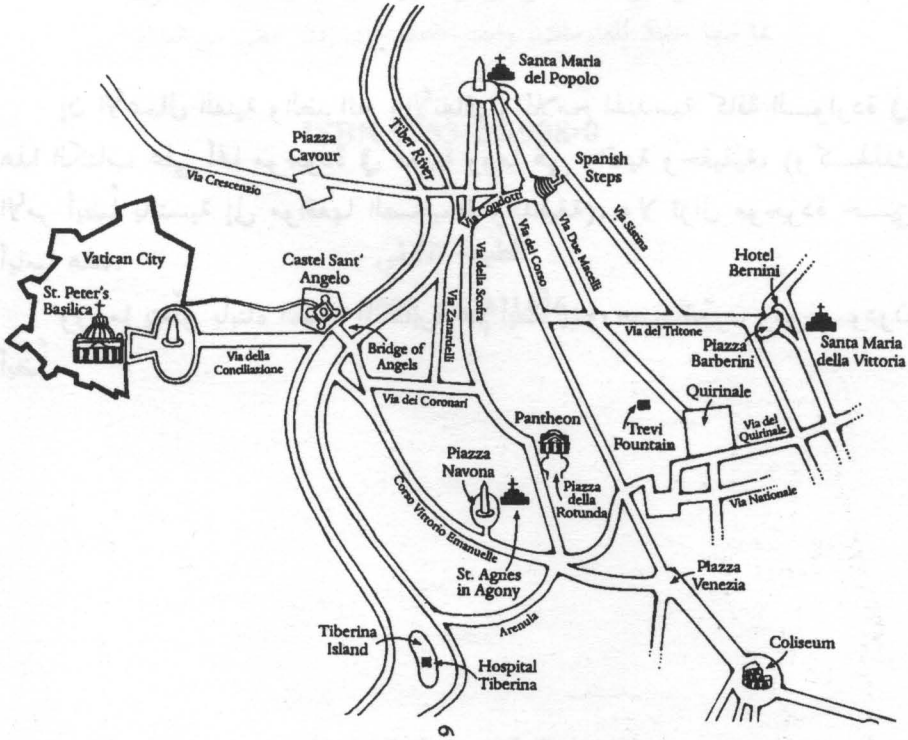 Santa Maria
del Popolo
Tiber River
Piazza
Cavour
Via Crescenzio
Spanish
Steps
Via Condotti
Via Sistina
Vatican City
St. Peter's
Basilica
Castel Sant'
Angelo
Via della Scrofa
Via del Corso
Via Due Macelli
Hotel
Bernini
Via Zanardelli
Via del Tritone
Piazza
Barberini
Santa Maria
della Vittoria
Via della
Conciliazione
Bridge of
Angels
Via dei Coronari
Quirinale
Pantheon
Trevi
Fountain
Via del
Quirinale
Piazza
Navona
Piazza
della
Rotunda
Via Nationale
Corso Vittorio Emanuelle
St. Agnes
in Agony
Piazza
Venezia
Arenula
Tiberina
Island
Hospital
Tiberina
Coliseum
6